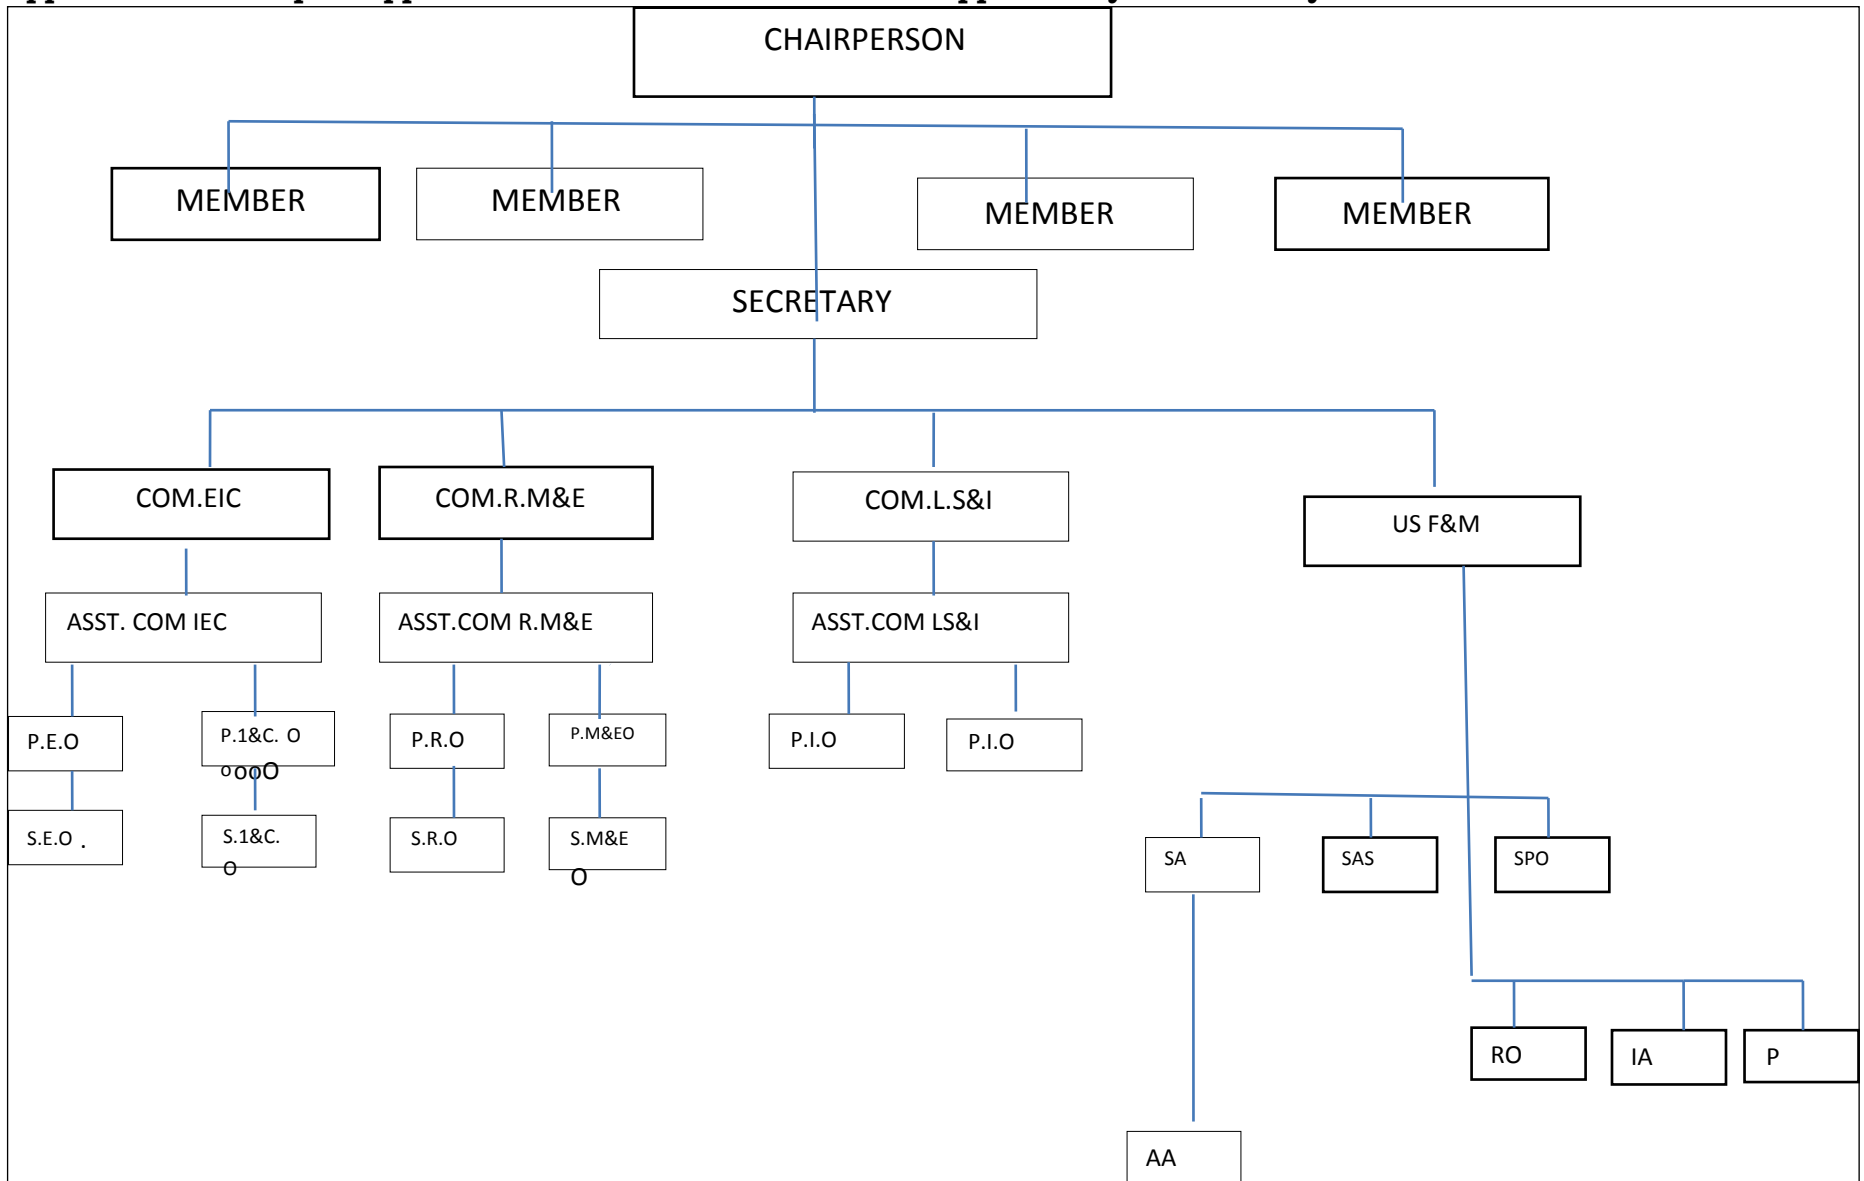 CHAIRPERSON
MEMBER
MEMBER
MEMBER
MEMBER
SECRETARY
COM.EIC
COM.R.M&E
COM.L.S&I
US F&M
ASST. COM IEC
ASST.COM R.M&E
ASST.COM LS&I
P.E.O
P.1&C. O
oooO
P.R.O
P.M&EO
P.I.O
P.I.O
S.E.O .
S.1&C.
O
S.R.O
S.M&E
O
SA
SAS
SPO
RO
IA
P
AA